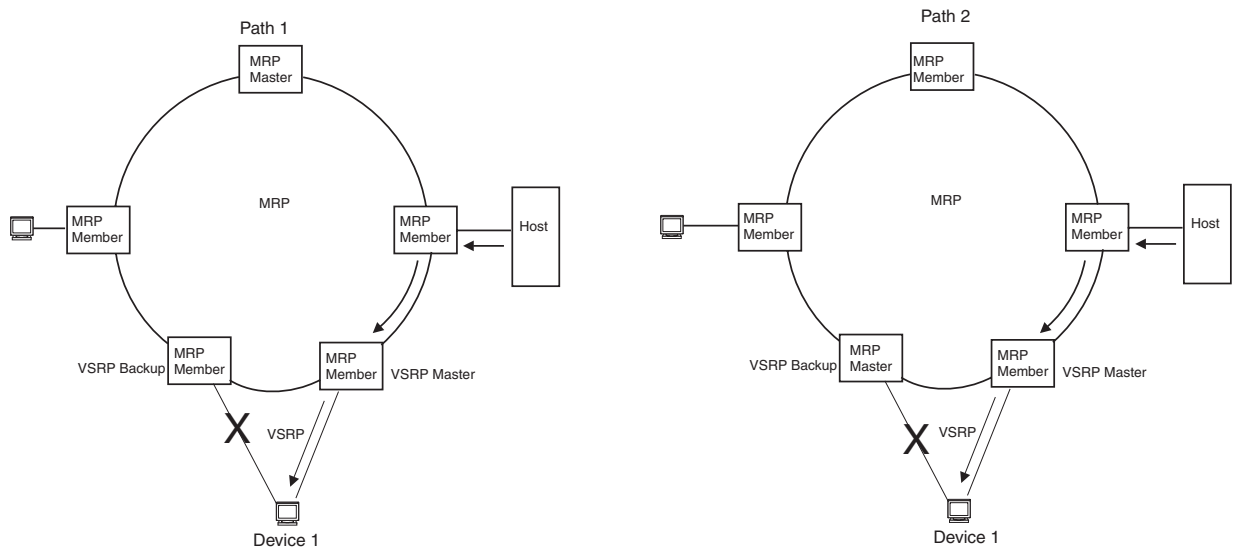 Path 1
MRP
Master
MRP
MRP
Member
MRP
Member
Host
VSRP Backup
MRP
Member
MRP
Member
VSRP Master
VSRP
X
Device 1
Path 2
MRP
Member
MRP
MRP
Member
MRP
Member
Host
VSRP Backup
MRP
Master
MRP
Member
VSRP Master
X
VSRP
Device 1